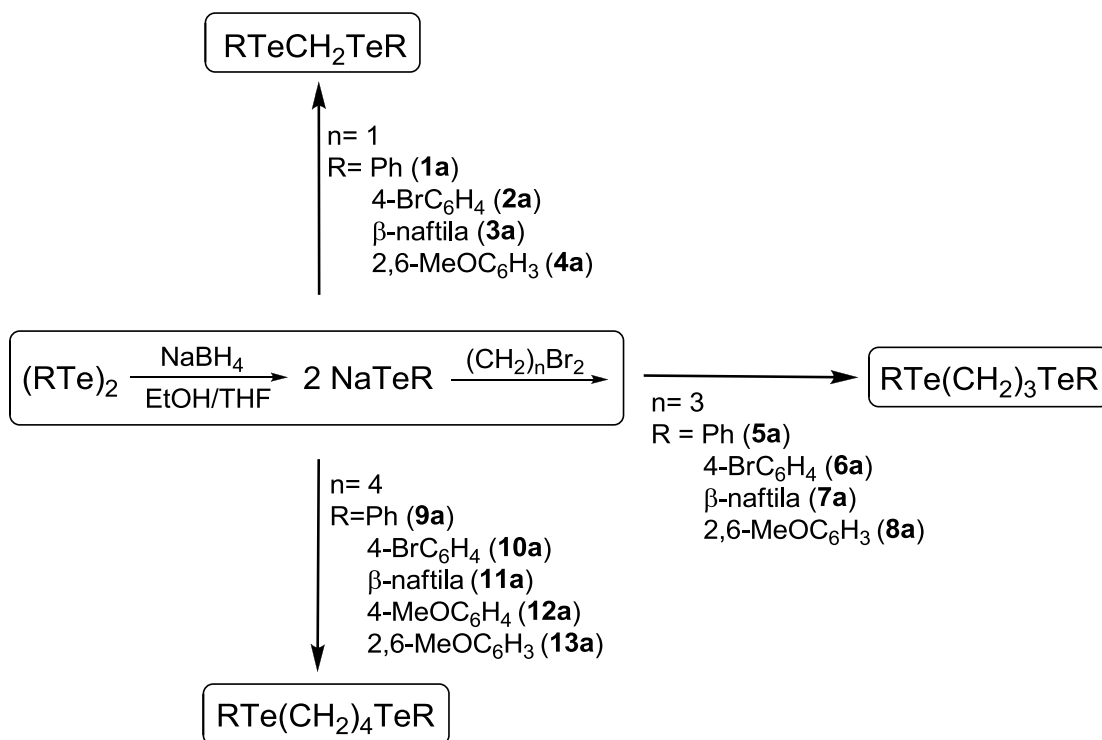 RTeCH₂TeR
n= 1
R= Ph (1a)
4-BrC₆H₄ (2a)
β-naftila (3a)
2,6-MeOC₆H₃ (4a)
(RTe)₂ NaBH₄ EtOH/THF 2 NaTeR (CH₂)ₙBr₂
n= 3
R = Ph (5a)
4-BrC₆H₄ (6a)
β-naftila (7a)
2,6-MeOC₆H₃ (8a)
RTe(CH₂)₃TeR
n= 4
R=Ph (9a)
4-BrC₆H₄ (10a)
β-naftila (11a)
4-MeOC₆H₄ (12a)
2,6-MeOC₆H₃ (13a)
RTe(CH₂)₄TeR